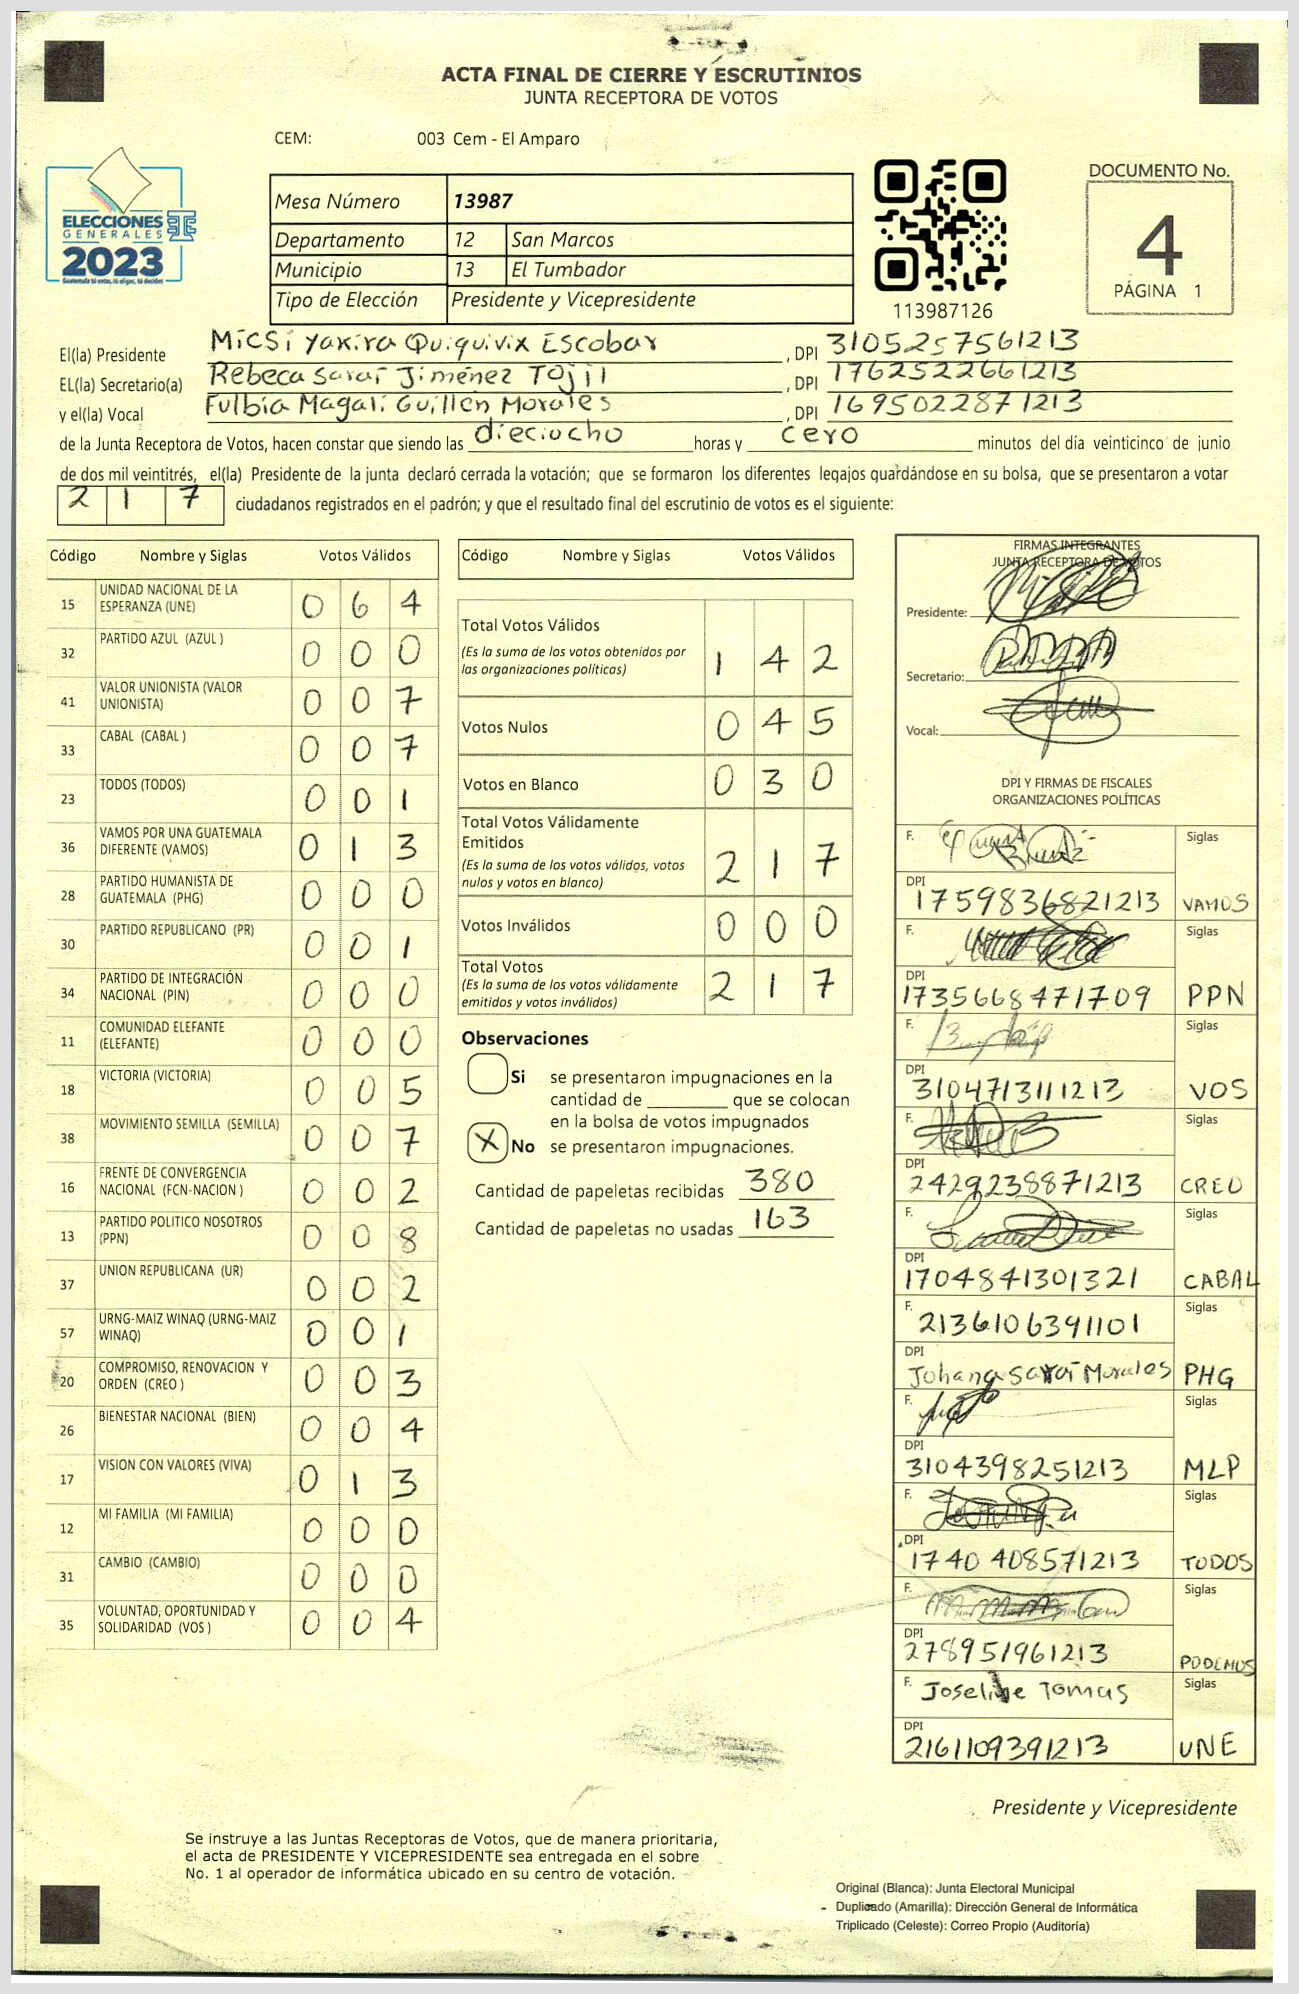 ACTA FINAL DE CIERRE Y ESCRUTINIOS
JUNTA RECEPTORA DE VOTOS
CEM: 003 Cem - El Amparo
ELECCIONES
GENERALES
2023
Mesa Número 13987
Departamento 12 San Marcos
Municipio 13 El Tumbador
Tipo de Elección Presidente y Vicepresidente
113987126
DOCUMENTO No.
4
PÁGINA 1
El(la) Presidente Micsi Yakira Quiquivix Escobar, DPI 3105257561213
EL(la) Secretario(a) Rebeca Saraí Jiménez Tojil, DPI 1762522661213
y el(la) Vocal Fulbia Magali Guillén Morales, DPI 1695022871213
de la Junta Receptora de Votos, hacen constar que siendo las dieciocho horas y cero minutos del día veinticinco de junio
de dos mil veintitrés, el(la) Presidente de la junta declaró cerrada la votación; que se formaron los diferentes legajos guardándose en su bolsa, que se presentaron a votar
2 1 7 ciudadanos registrados en el padrón; y que el resultado final del escrutinio de votos es el siguiente:
Código Nombre y Siglas Votos Válidos
15 UNIDAD NACIONAL DE LA ESPERANZA (UNE) 0 6 4
32 PARTIDO AZUL (AZUL ) 0 0 0
41 VALOR UNIONISTA (VALOR UNIONISTA) 0 0 7
33 CABAL (CABAL ) 0 0 7
23 TODOS (TODOS) 0 0 1
36 VAMOS POR UNA GUATEMALA DIFERENTE (VAMOS) 0 1 3
28 PARTIDO HUMANISTA DE GUATEMALA (PHG) 0 0 0
30 PARTIDO REPUBLICANO (PR) 0 0 1
34 PARTIDO DE INTEGRACIÓN NACIONAL (PIN) 0 0 0
11 COMUNIDAD ELEFANTE (ELEFANTE) 0 0 0
18 VICTORIA (VICTORIA) 0 0 5
38 MOVIMIENTO SEMILLA (SEMILLA) 0 0 7
16 FRENTE DE CONVERGENCIA NACIONAL (FCN-NACION ) 0 0 2
13 PARTIDO POLITICO NOSOTROS (PPN) 0 0 8
37 UNION REPUBLICANA (UR) 0 0 2
57 URNG-MAIZ WINAQ (URNG-MAIZ WINAQ) 0 0 1
20 COMPROMISO, RENOVACION Y ORDEN (CREO ) 0 0 3
26 BIENESTAR NACIONAL (BIEN) 0 0 4
17 VISION CON VALORES (VIVA) 0 1 3
12 MI FAMILIA (MI FAMILIA) 0 0 0
31 CAMBIO (CAMBIO) 0 0 0
35 VOLUNTAD, OPORTUNIDAD Y SOLIDARIDAD (VOS ) 0 0 4
Código Nombre y Siglas Votos Válidos
Total Votos Válidos
(Es la suma de los votos obtenidos por
las organizaciones políticas) 1 4 2
Votos Nulos 0 4 5
Votos en Blanco 0 3 0
Total Votos Válidamente
Emitidos
(Es la suma de los votos válidos, votos
nulos y votos en blanco) 2 1 7
Votos Inválidos 0 0 0
Total Votos
(Es la suma de los votos válidamente
emitidos y votos inválidos) 2 1 7
Observaciones
Si se presentaron impugnaciones en la
cantidad de ________ que se colocan
en la bolsa de votos impugnados
X No se presentaron impugnaciones.
Cantidad de papeletas recibidas 380
Cantidad de papeletas no usadas 163
FIRMAS INTEGRANTES
JUNTA RECEPTORA DE VOTOS
Presidente:
Secretario:
Vocal:
DPI Y FIRMAS DE FISCALES
ORGANIZACIONES POLÍTICAS
F. Siglas
DPI 1759836821213 VAMOS
F. Siglas
DPI 1735668471709 PPN
F. Siglas
DPI 3104713111213 VOS
F. Siglas
DPI 2429238871213 CREO
F. Siglas
DPI 1704841301321 CABAL
F. 2136106391101 Siglas
DPI Johana Saraí Morales PHG
F. Siglas
DPI 3104398251213 MLP
F. Siglas
DPI 1740408571213 TODOS
F. Siglas
DPI 278951961213 PODEMOS
F. Joseline Tomas Siglas
DPI 2161109391213 UNE
Presidente y Vicepresidente
Se instruye a las Juntas Receptoras de Votos, que de manera prioritaria,
el acta de PRESIDENTE Y VICEPRESIDENTE sea entregada en el sobre
No. 1 al operador de informática ubicado en su centro de votación.
Original (Blanca): Junta Electoral Municipal
Duplicado (Amarilla): Dirección General de Informática
Triplicado (Celeste): Correo Propio (Auditoría)